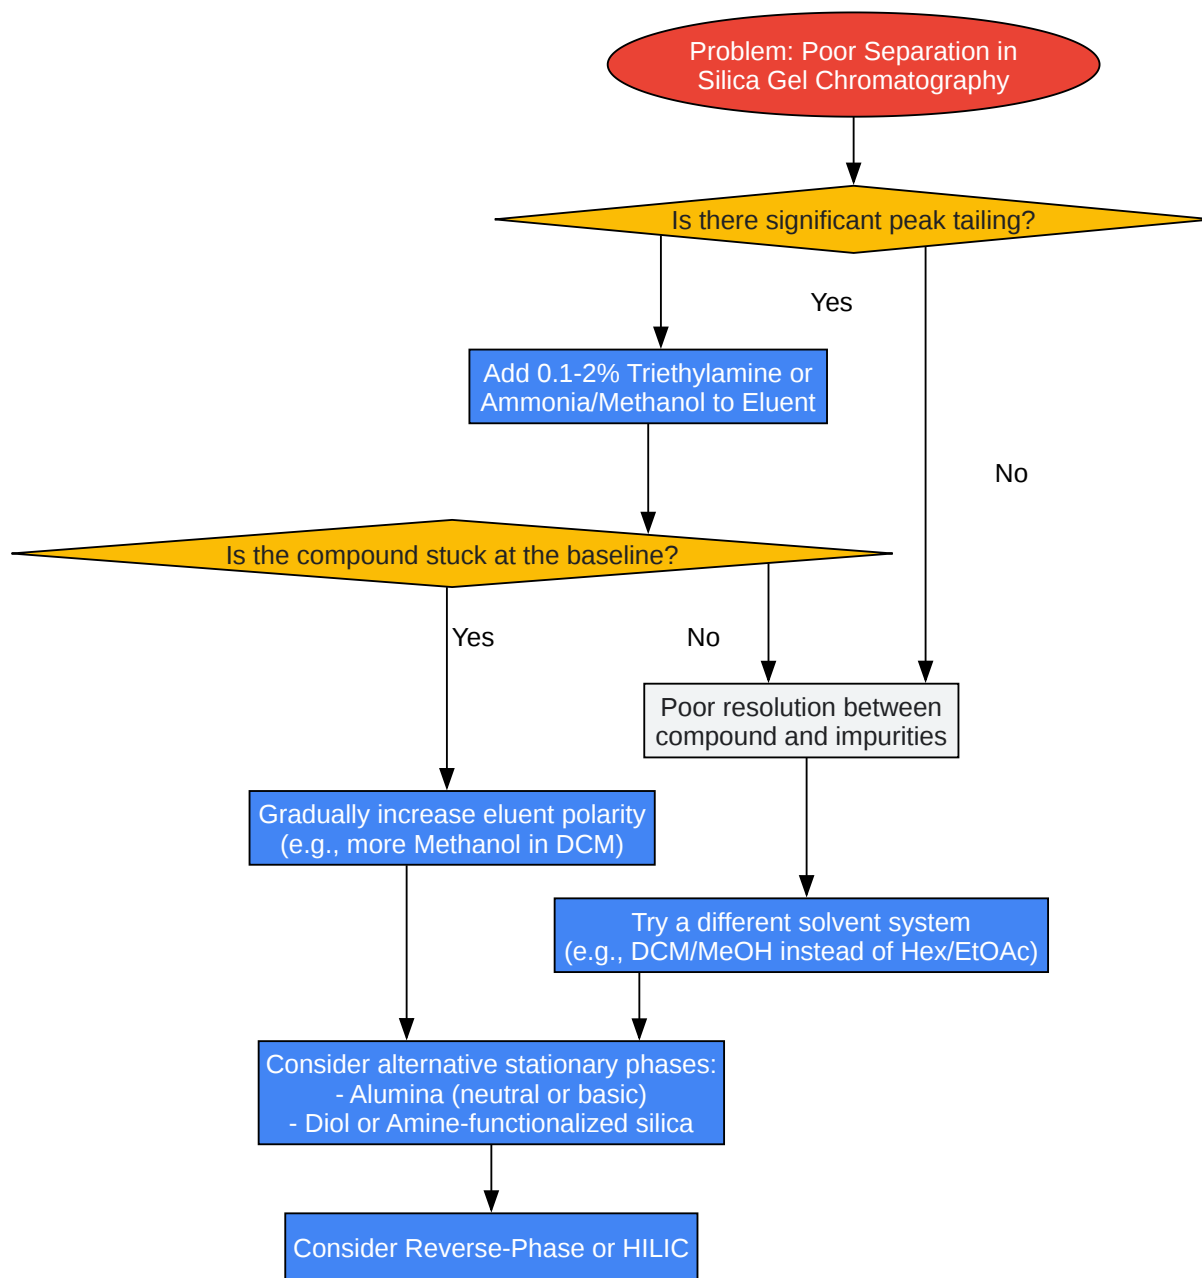 Problem: Poor Separation in
Silica Gel Chromatography
Is there significant peak tailing?
Yes
Add 0.1-2% Triethylamine or
Ammonia/Methanol to Eluent
No
Is the compound stuck at the baseline?
Yes
No
Poor resolution between
compound and impurities
Gradually increase eluent polarity
(e.g., more Methanol in DCM)
Try a different solvent system
(e.g., DCM/MeOH instead of Hex/EtOAc)
Consider alternative stationary phases:
- Alumina (neutral or basic)
- Diol or Amine-functionalized silica
Consider Reverse-Phase or HILIC